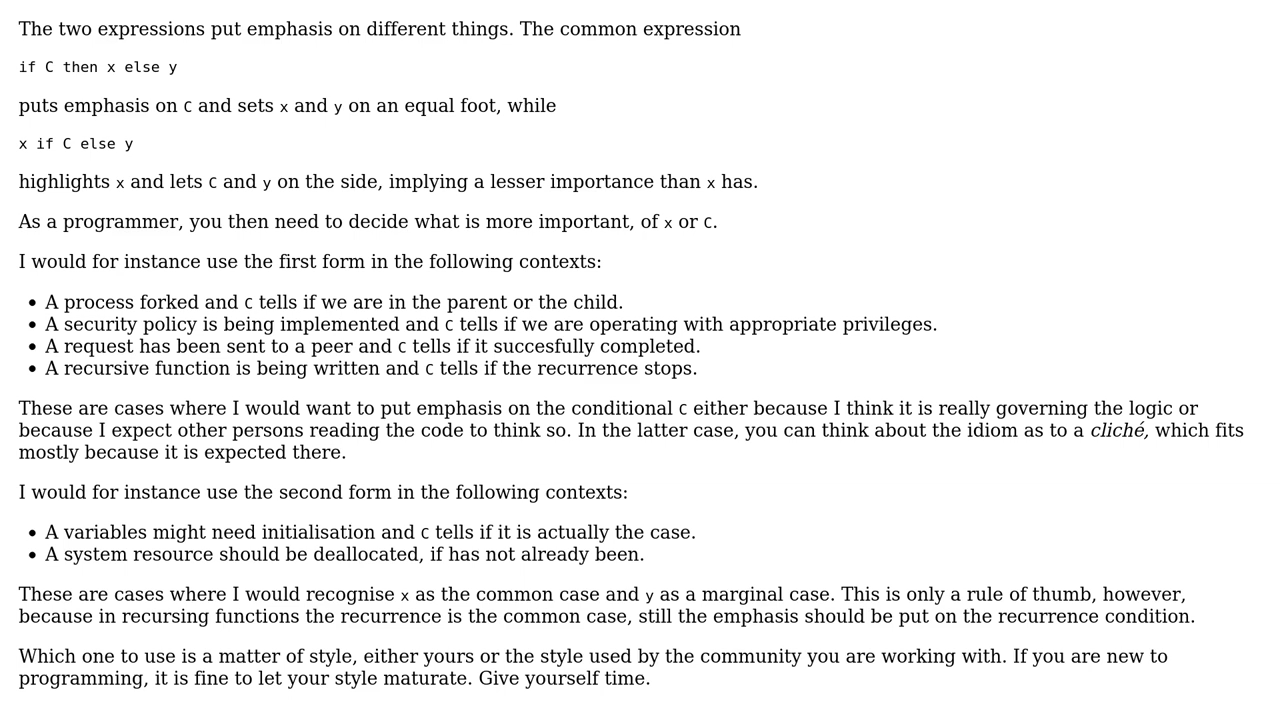 The two expressions put emphasis on different things. The common expression
if C then x else y
puts emphasis on C and sets x and y on an equal foot, while
x if C else y
highlights x and lets C and y on the side, implying a lesser importance than x has.
As a programmer, you then need to decide what is more important, of x or C.
I would for instance use the first form in the following contexts:
• A process forked and C tells if we are in the parent or the child.
• A security policy is being implemented and C tells if we are operating with appropriate privileges.
• A request has been sent to a peer and C tells if it succesfully completed.
• A recursive function is being written and C tells if the recurrence stops.
These are cases where I would want to put emphasis on the conditional C either because I think it is really governing the logic or
because I expect other persons reading the code to think so. In the latter case, you can think about the idiom as to a cliché, which fits
mostly because it is expected there.
I would for instance use the second form in the following contexts:
• A variables might need initialisation and C tells if it is actually the case.
• A system resource should be deallocated, if has not already been.
These are cases where I would recognise x as the common case and y as a marginal case. This is only a rule of thumb, however,
because in recursing functions the recurrence is the common case, still the emphasis should be put on the recurrence condition.
Which one to use is a matter of style, either yours or the style used by the community you are working with. If you are new to
programming, it is fine to let your style maturate. Give yourself time.